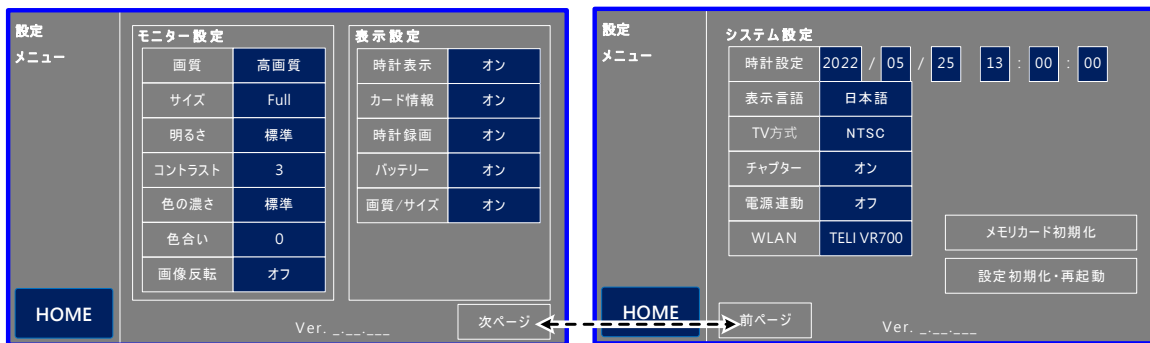 設定
メニュー
モニター設定
画質 高画質
サイズ Full
明るさ 標準
コントラスト 3
色の濃さ 標準
色合い 0
画像反転 オフ
表示設定
時計表示 オン
カード情報 オン
時計録画 オン
バッテリー オン
画質/サイズ オン
HOME
Ver. _.__.___
次ページ
設定
メニュー
システム設定
時計設定 2022 / 05 / 25 13 : 00 : 00
表示言語 日本語
TV方式 NTSC
チャプター オン
電源連動 オフ
WLAN TELI VR700
メモリカード初期化
設定初期化・再起動
HOME
前ページ
Ver. _.__.___